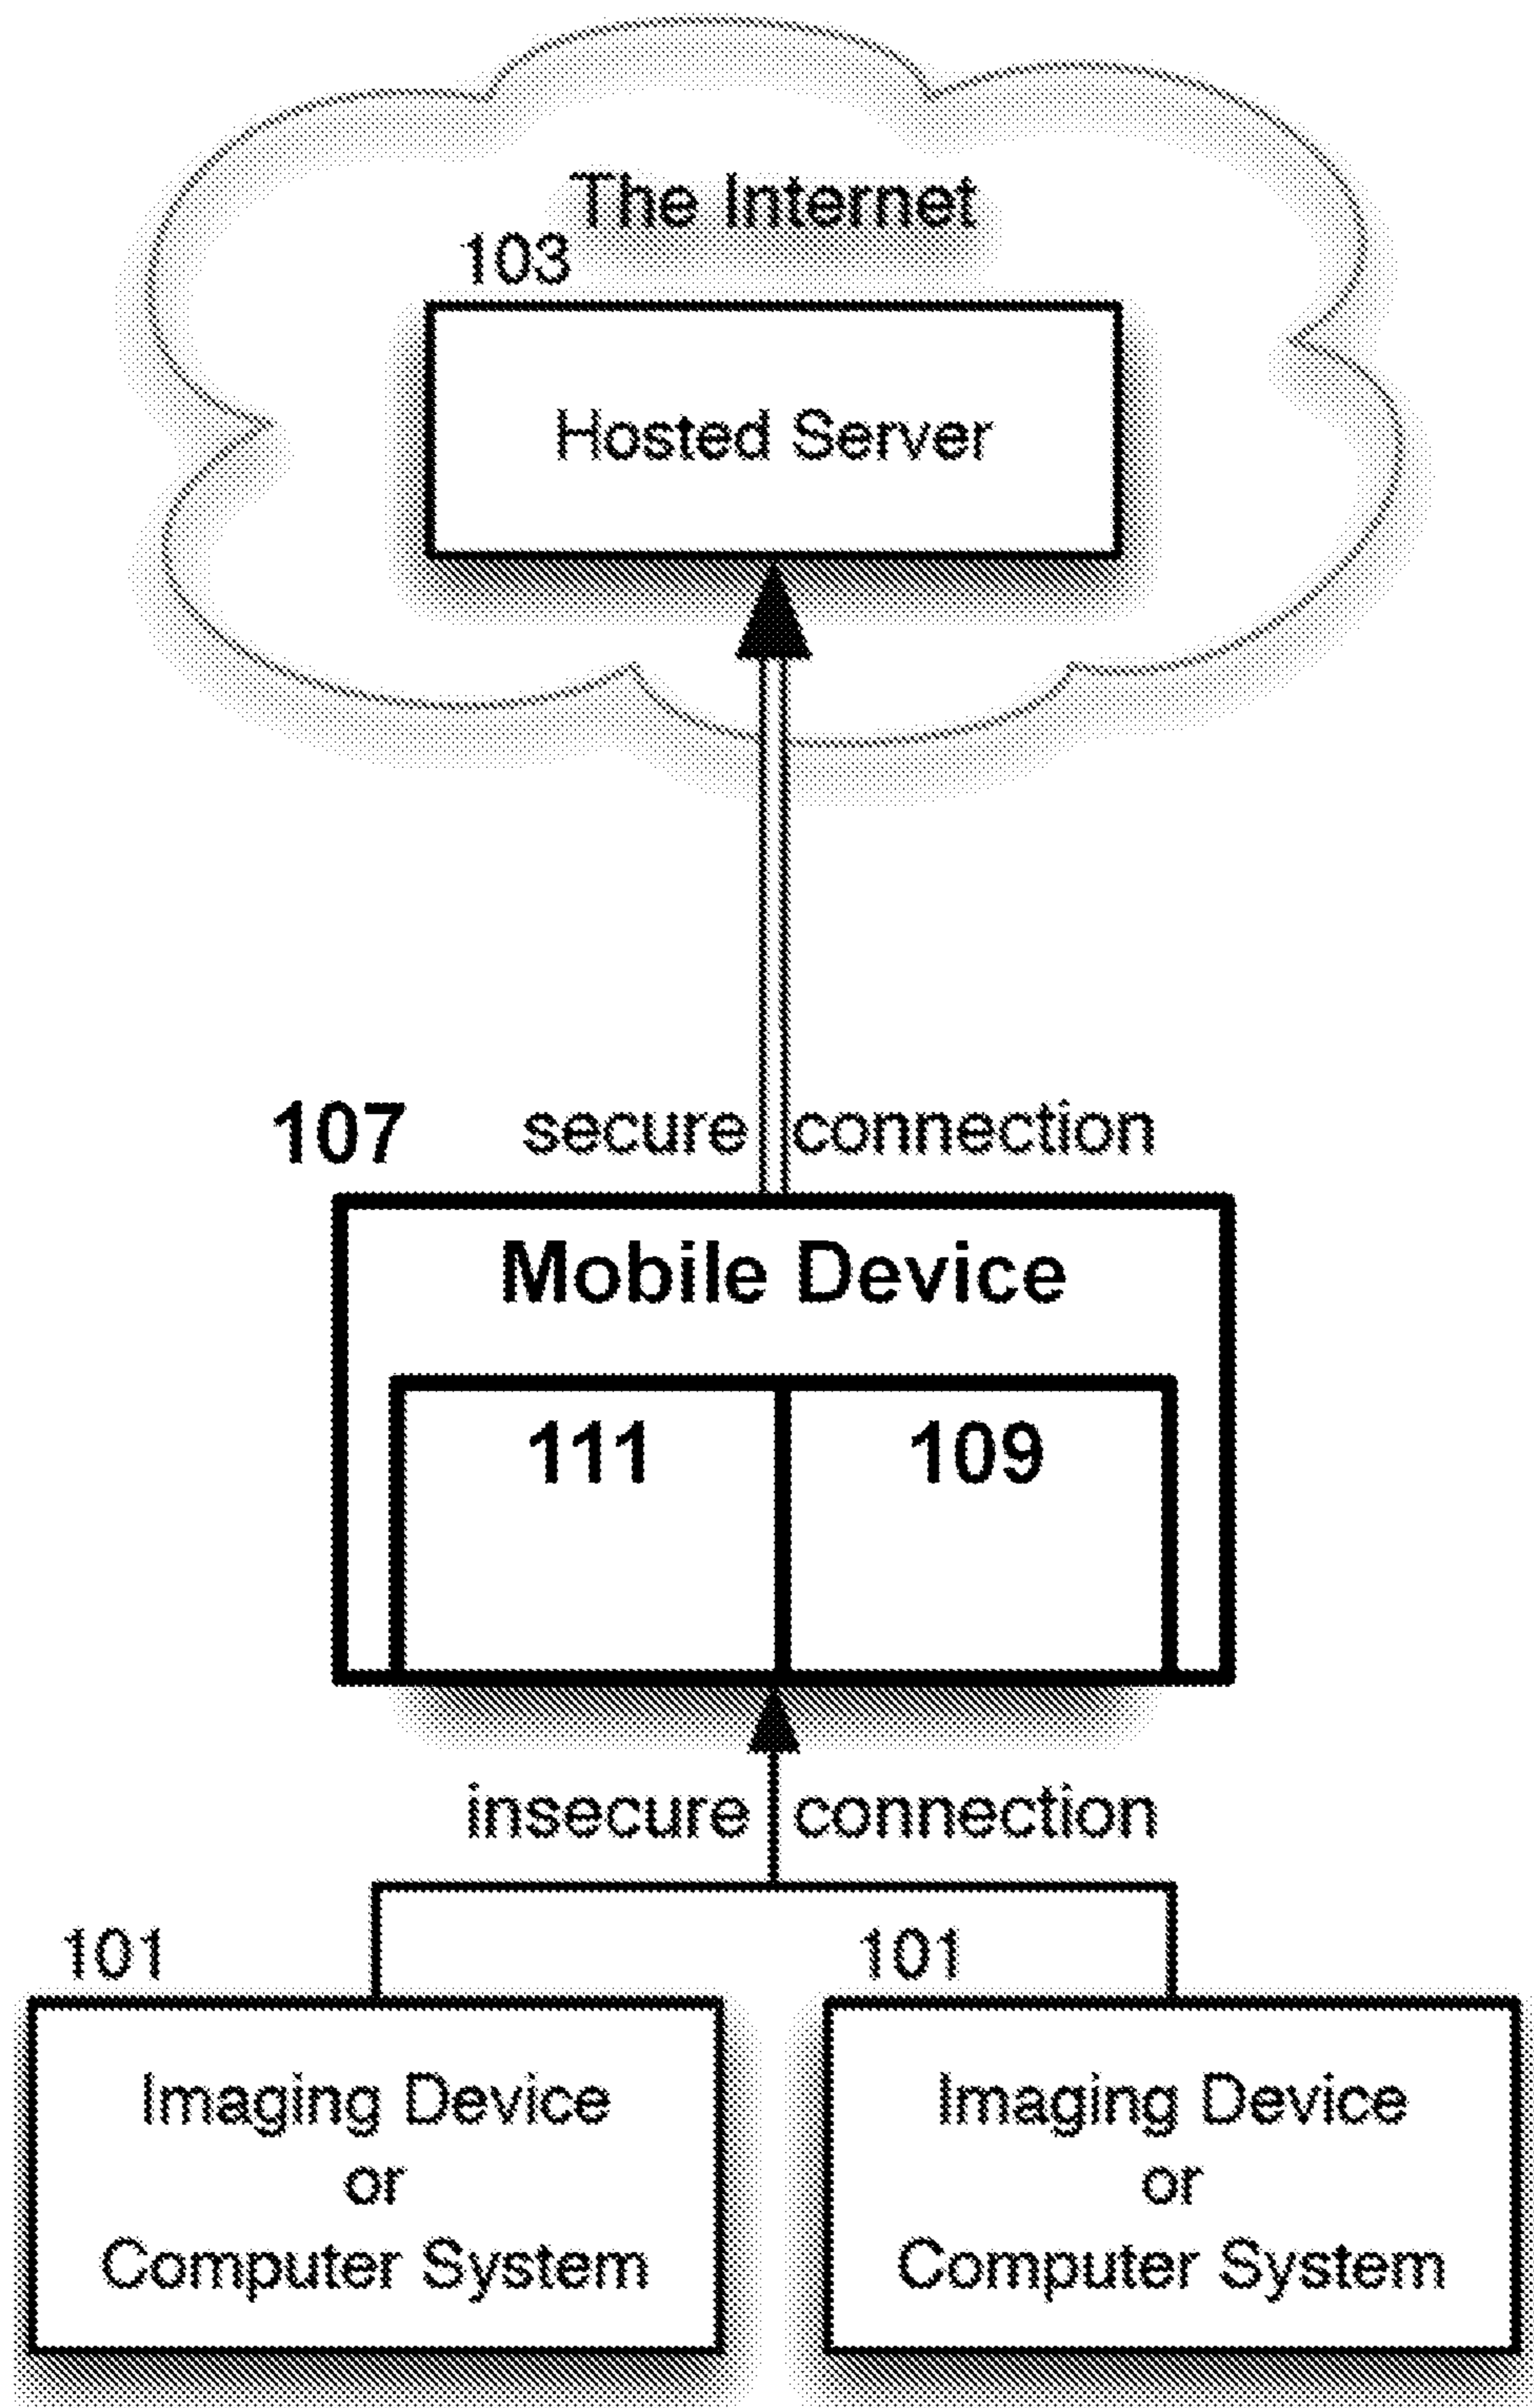 The Internet
103
Hosted Server
107
secure connection
Mobile Device
111 109
insecure connection
101 101
Imaging Device
or
Computer System
Imaging Device
or
Computer System